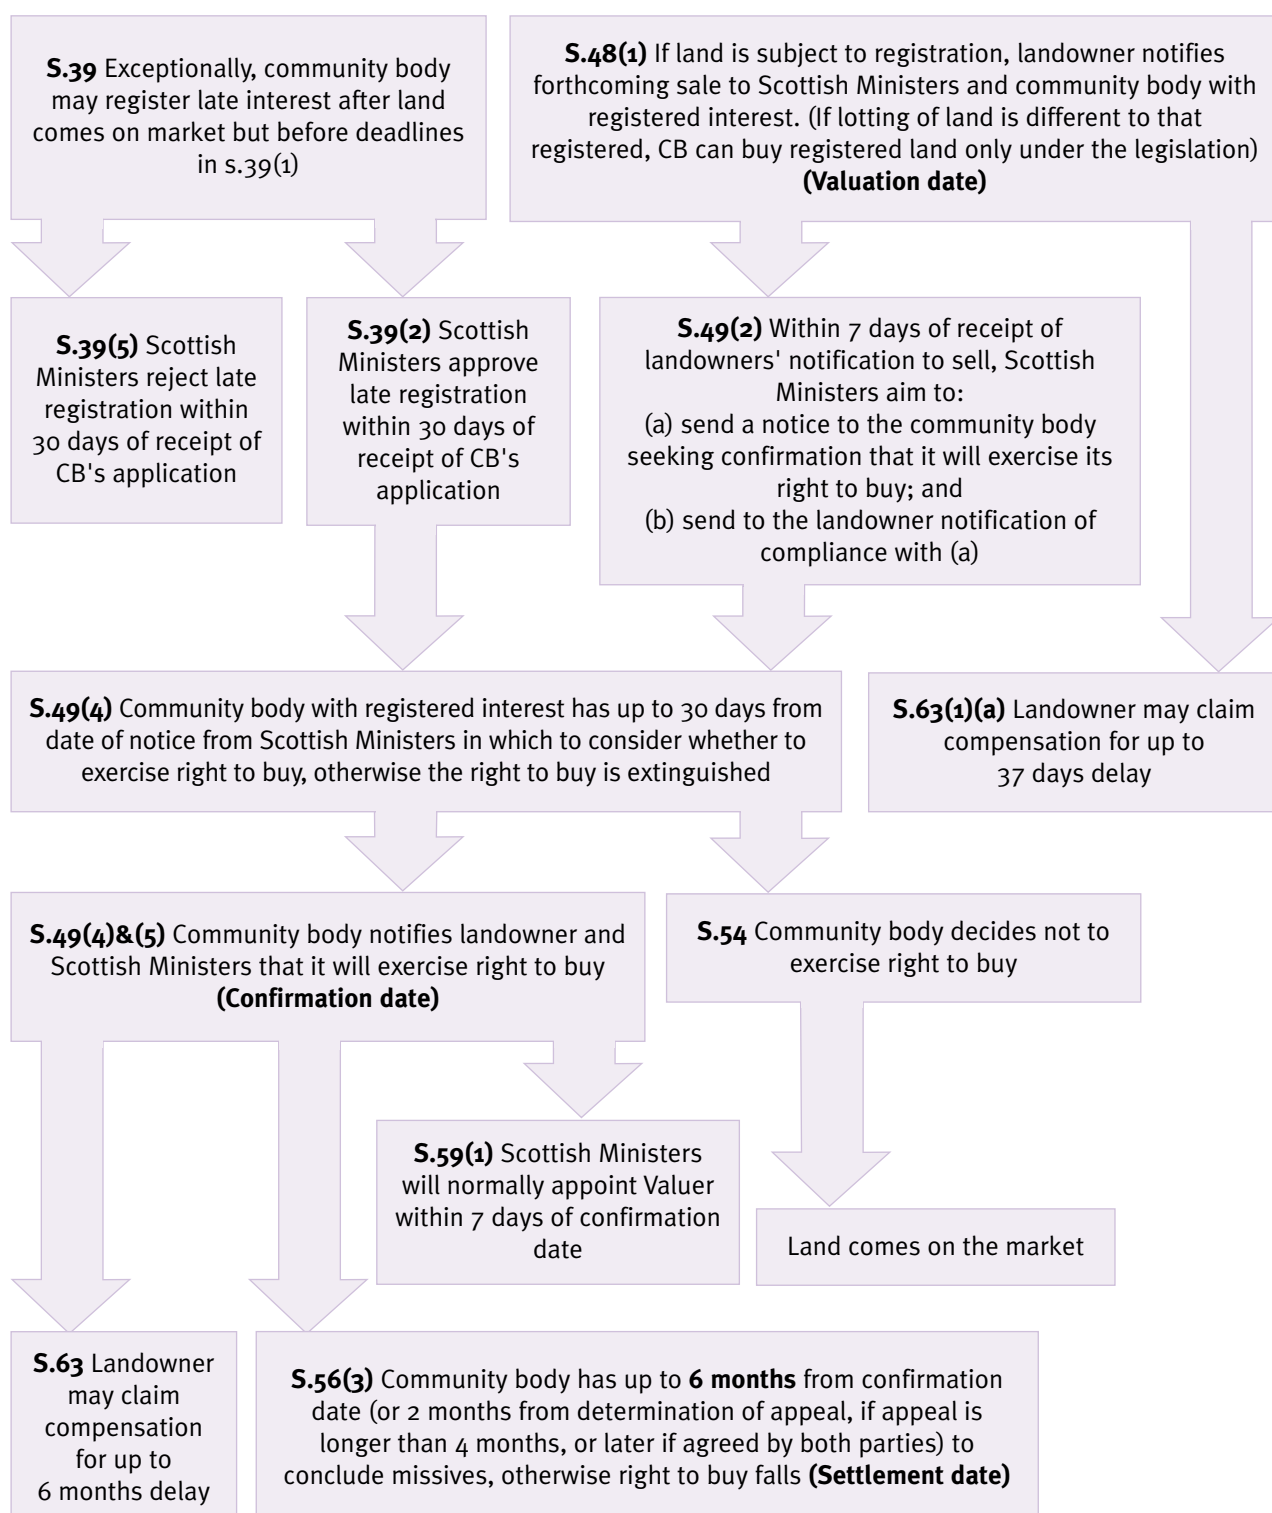 S.39 Exceptionally, community body
may register late interest after land
comes on market but before deadlines
in s.39(1)
S.48(1) If land is subject to registration, landowner notifies
forthcoming sale to Scottish Ministers and community body with
registered interest. (If lotting of land is different to that
registered, CB can buy registered land only under the legislation)
(Valuation date)
S.39(5) Scottish
Ministers reject late
registration within
30 days of receipt of
CB's application
S.39(2) Scottish
Ministers approve
late registration
within 30 days of
receipt of CB's
application
S.49(2) Within 7 days of receipt of
landowners' notification to sell, Scottish
Ministers aim to:
(a) send a notice to the community body
seeking confirmation that it will exercise its
right to buy; and
(b) send to the landowner notification of
compliance with (a)
S.49(4) Community body with registered interest has up to 30 days from
date of notice from Scottish Ministers in which to consider whether to
exercise right to buy, otherwise the right to buy is extinguished
S.63(1)(a) Landowner may claim
compensation for up to
37 days delay
S.49(4)&(5) Community body notifies landowner and
Scottish Ministers that it will exercise right to buy
(Confirmation date)
S.54 Community body decides not to
exercise right to buy
S.59(1) Scottish Ministers
will normally appoint Valuer
within 7 days of confirmation
date
Land comes on the market
S.63 Landowner
may claim
compensation
for up to
6 months delay
S.56(3) Community body has up to 6 months from confirmation
date (or 2 months from determination of appeal, if appeal is
longer than 4 months, or later if agreed by both parties) to
conclude missives, otherwise right to buy falls (Settlement date)